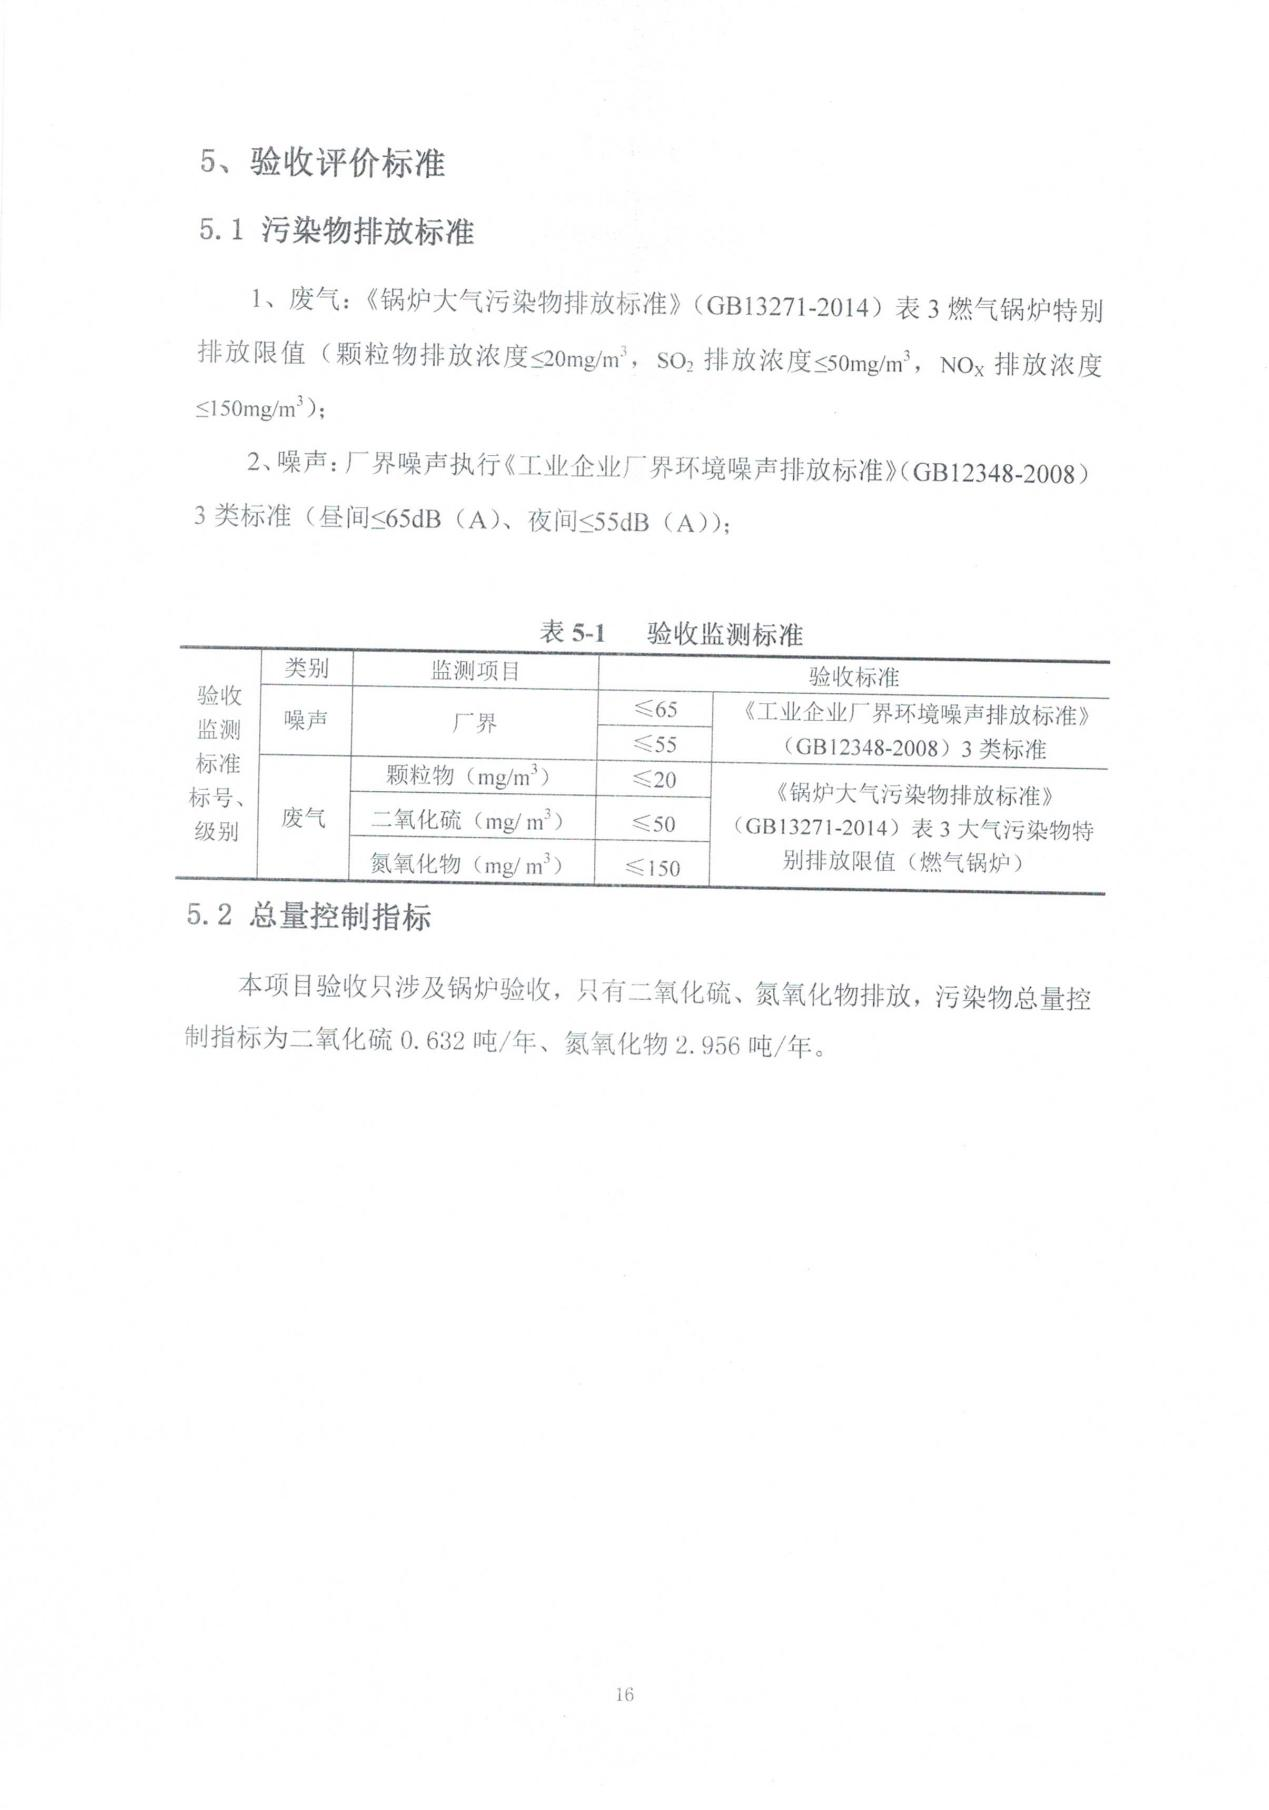 5、验收评价标准
5.1 污染物排放标准
1、废气：《锅炉大气污染物排放标准》（GB13271-2014）表 3 燃气锅炉特别
排放限值（颗粒物排放浓度≤20mg/m³，SO₂ 排放浓度≤50mg/m³，NOX 排放浓度
≤150mg/m³）；
2、噪声：厂界噪声执行《工业企业厂界环境噪声排放标准》（GB12348-2008）
3 类标准（昼间≤65dB（A）、夜间≤55dB（A））；
表 5-1 验收监测标准
类别 监测项目 验收标准
验收
监测
标准
标号、
级别
噪声 厂界 ≤65
≤55
《工业企业厂界环境噪声排放标准》
（GB12348-2008）3 类标准
废气
颗粒物（mg/m³） ≤20
二氧化硫（mg/ m³） ≤50
氮氧化物（mg/ m³） ≤150
《锅炉大气污染物排放标准》
（GB13271-2014）表 3 大气污染物特
别排放限值（燃气锅炉）
5.2 总量控制指标
本项目验收只涉及锅炉验收，只有二氧化硫、氮氧化物排放，污染物总量控
制指标为二氧化硫 0.632 吨/年、氮氧化物 2.956 吨/年。
16